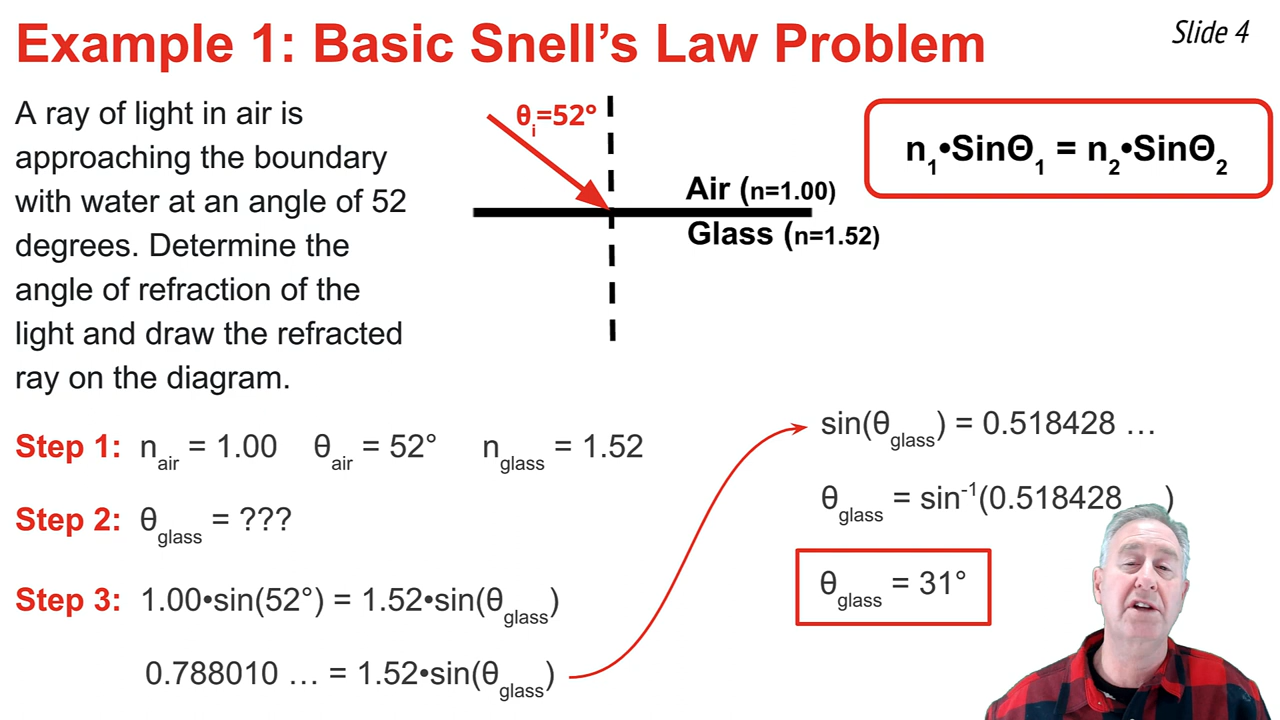 Example 1: Basic Snell's Law Problem
Slide 4
A ray of light in air is
approaching the boundary
with water at an angle of 52
degrees. Determine the
angle of refraction of the
light and draw the refracted
ray on the diagram.
θi=52°
Air (n=1.00)
Glass (n=1.52)
n1•SinΘ1 = n2•SinΘ2
Step 1: nair = 1.00 θair = 52° nglass = 1.52
Step 2: θglass = ???
Step 3: 1.00•sin(52°) = 1.52•sin(θglass)
0.788010 … = 1.52•sin(θglass)
sin(θglass) = 0.518428 …
θglass = sin-1(0.518428 )
θglass = 31°